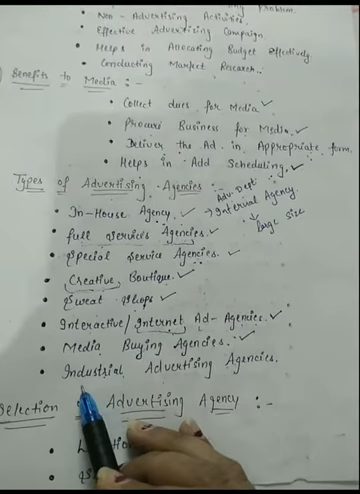 Problem.
• Non-Advertising Activities.
• Effective Advertising Campaign
• Helps in Allocating Budget Effectively.
• Conducting Market Research.
Benefits to Media :-
• Collect dues for Media ✓
• Procure Business for Media. ✓
• Deliver the Ad in Appropriate form.
• Helps in Add Scheduling. ✓
Types of Advertising Agencies :-
Adv. Dept
• In-House Agency. ✓ → Internal Agency.
↓ Large Size
• full Services Agencies. ✓
• Special Service Agencies. ✓
• Creative Boutique. ✓
• Sweat Shops ✓
• Interactive/Internet Ad-Agencies. ✓
• Media Buying Agencies. ✓
• Industrial Advertising Agencies.
Selection Advertising Agency :-